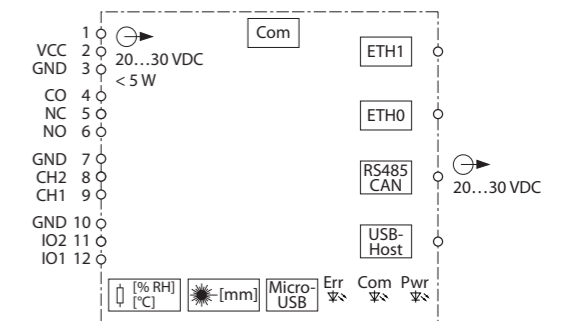 1
VCC 2
GND 3
20…30 VDC
< 5 W
CO 4
NC 5
NO 6
GND 7
CH2 8
CH1 9
GND 10
IO2 11
IO1 12
Com
ETH1
ETH0
RS485
CAN
20…30 VDC
USB-
Host
[% RH]
[°C]
[mm]
Micro-
USB
Err Com Pwr